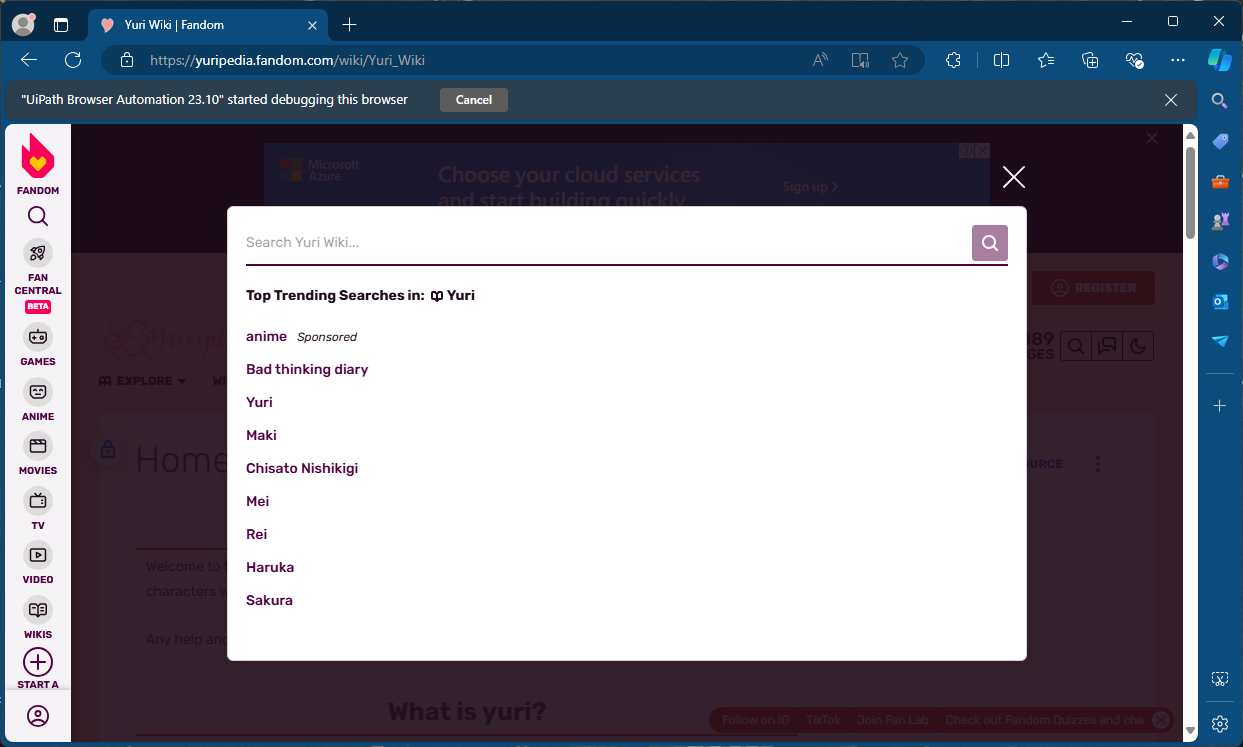 Yuri Wiki | Fandom
https://yuripedia.fandom.com/wiki/Yuri_Wiki
"UiPath Browser Automation 23.10" started debugging this browser
Cancel
FANDOM
FAN
CENTRAL
BETA
GAMES
ANIME
MOVIES
TV
VIDEO
WIKIS
START A
Microsoft
Azure
Choose your cloud services
and start building quickly
Sign up
Search Yuri Wiki...
Top Trending Searches in: Yuri
anime Sponsored
Bad thinking diary
Yuri
Maki
Chisato Nishikigi
Mei
Rei
Haruka
Sakura
REGISTER
EXPLORE
Home
Welcome to
characters
Any help and
What is yuri?
Follow on IG TikTok Join Fan Lab Check out Fandom Quizzes and cha